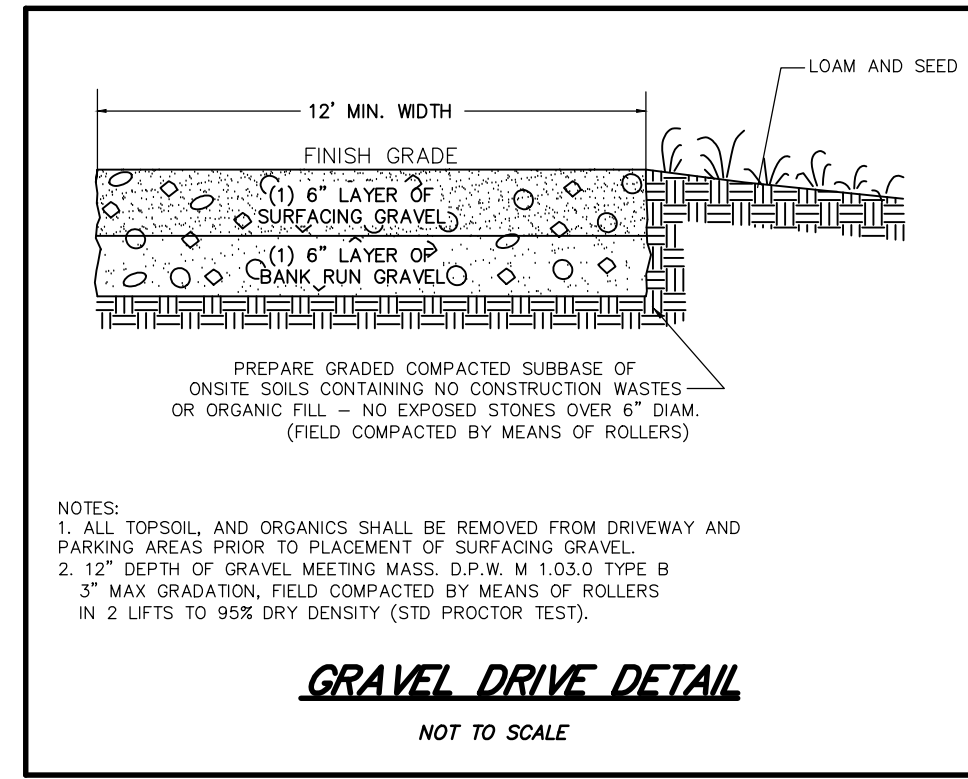 LOAM AND SEED
12' MIN. WIDTH
FINISH GRADE
(1) 6" LAYER OF
SURFACING GRAVEL
(1) 6" LAYER OF
BANK RUN GRAVEL
PREPARE GRADED COMPACTED SUBBASE OF
ONSITE SOILS CONTAINING NO CONSTRUCTION WASTES
OR ORGANIC FILL – NO EXPOSED STONES OVER 6" DIAM.
(FIELD COMPACTED BY MEANS OF ROLLERS)
NOTES:
1. ALL TOPSOIL, AND ORGANICS SHALL BE REMOVED FROM DRIVEWAY AND
PARKING AREAS PRIOR TO PLACEMENT OF SURFACING GRAVEL.
2. 12" DEPTH OF GRAVEL MEETING MASS. D.P.W. M 1.03.0 TYPE B
3" MAX GRADATION, FIELD COMPACTED BY MEANS OF ROLLERS
IN 2 LIFTS TO 95% DRY DENSITY (STD PROCTOR TEST).
GRAVEL DRIVE DETAIL
NOT TO SCALE